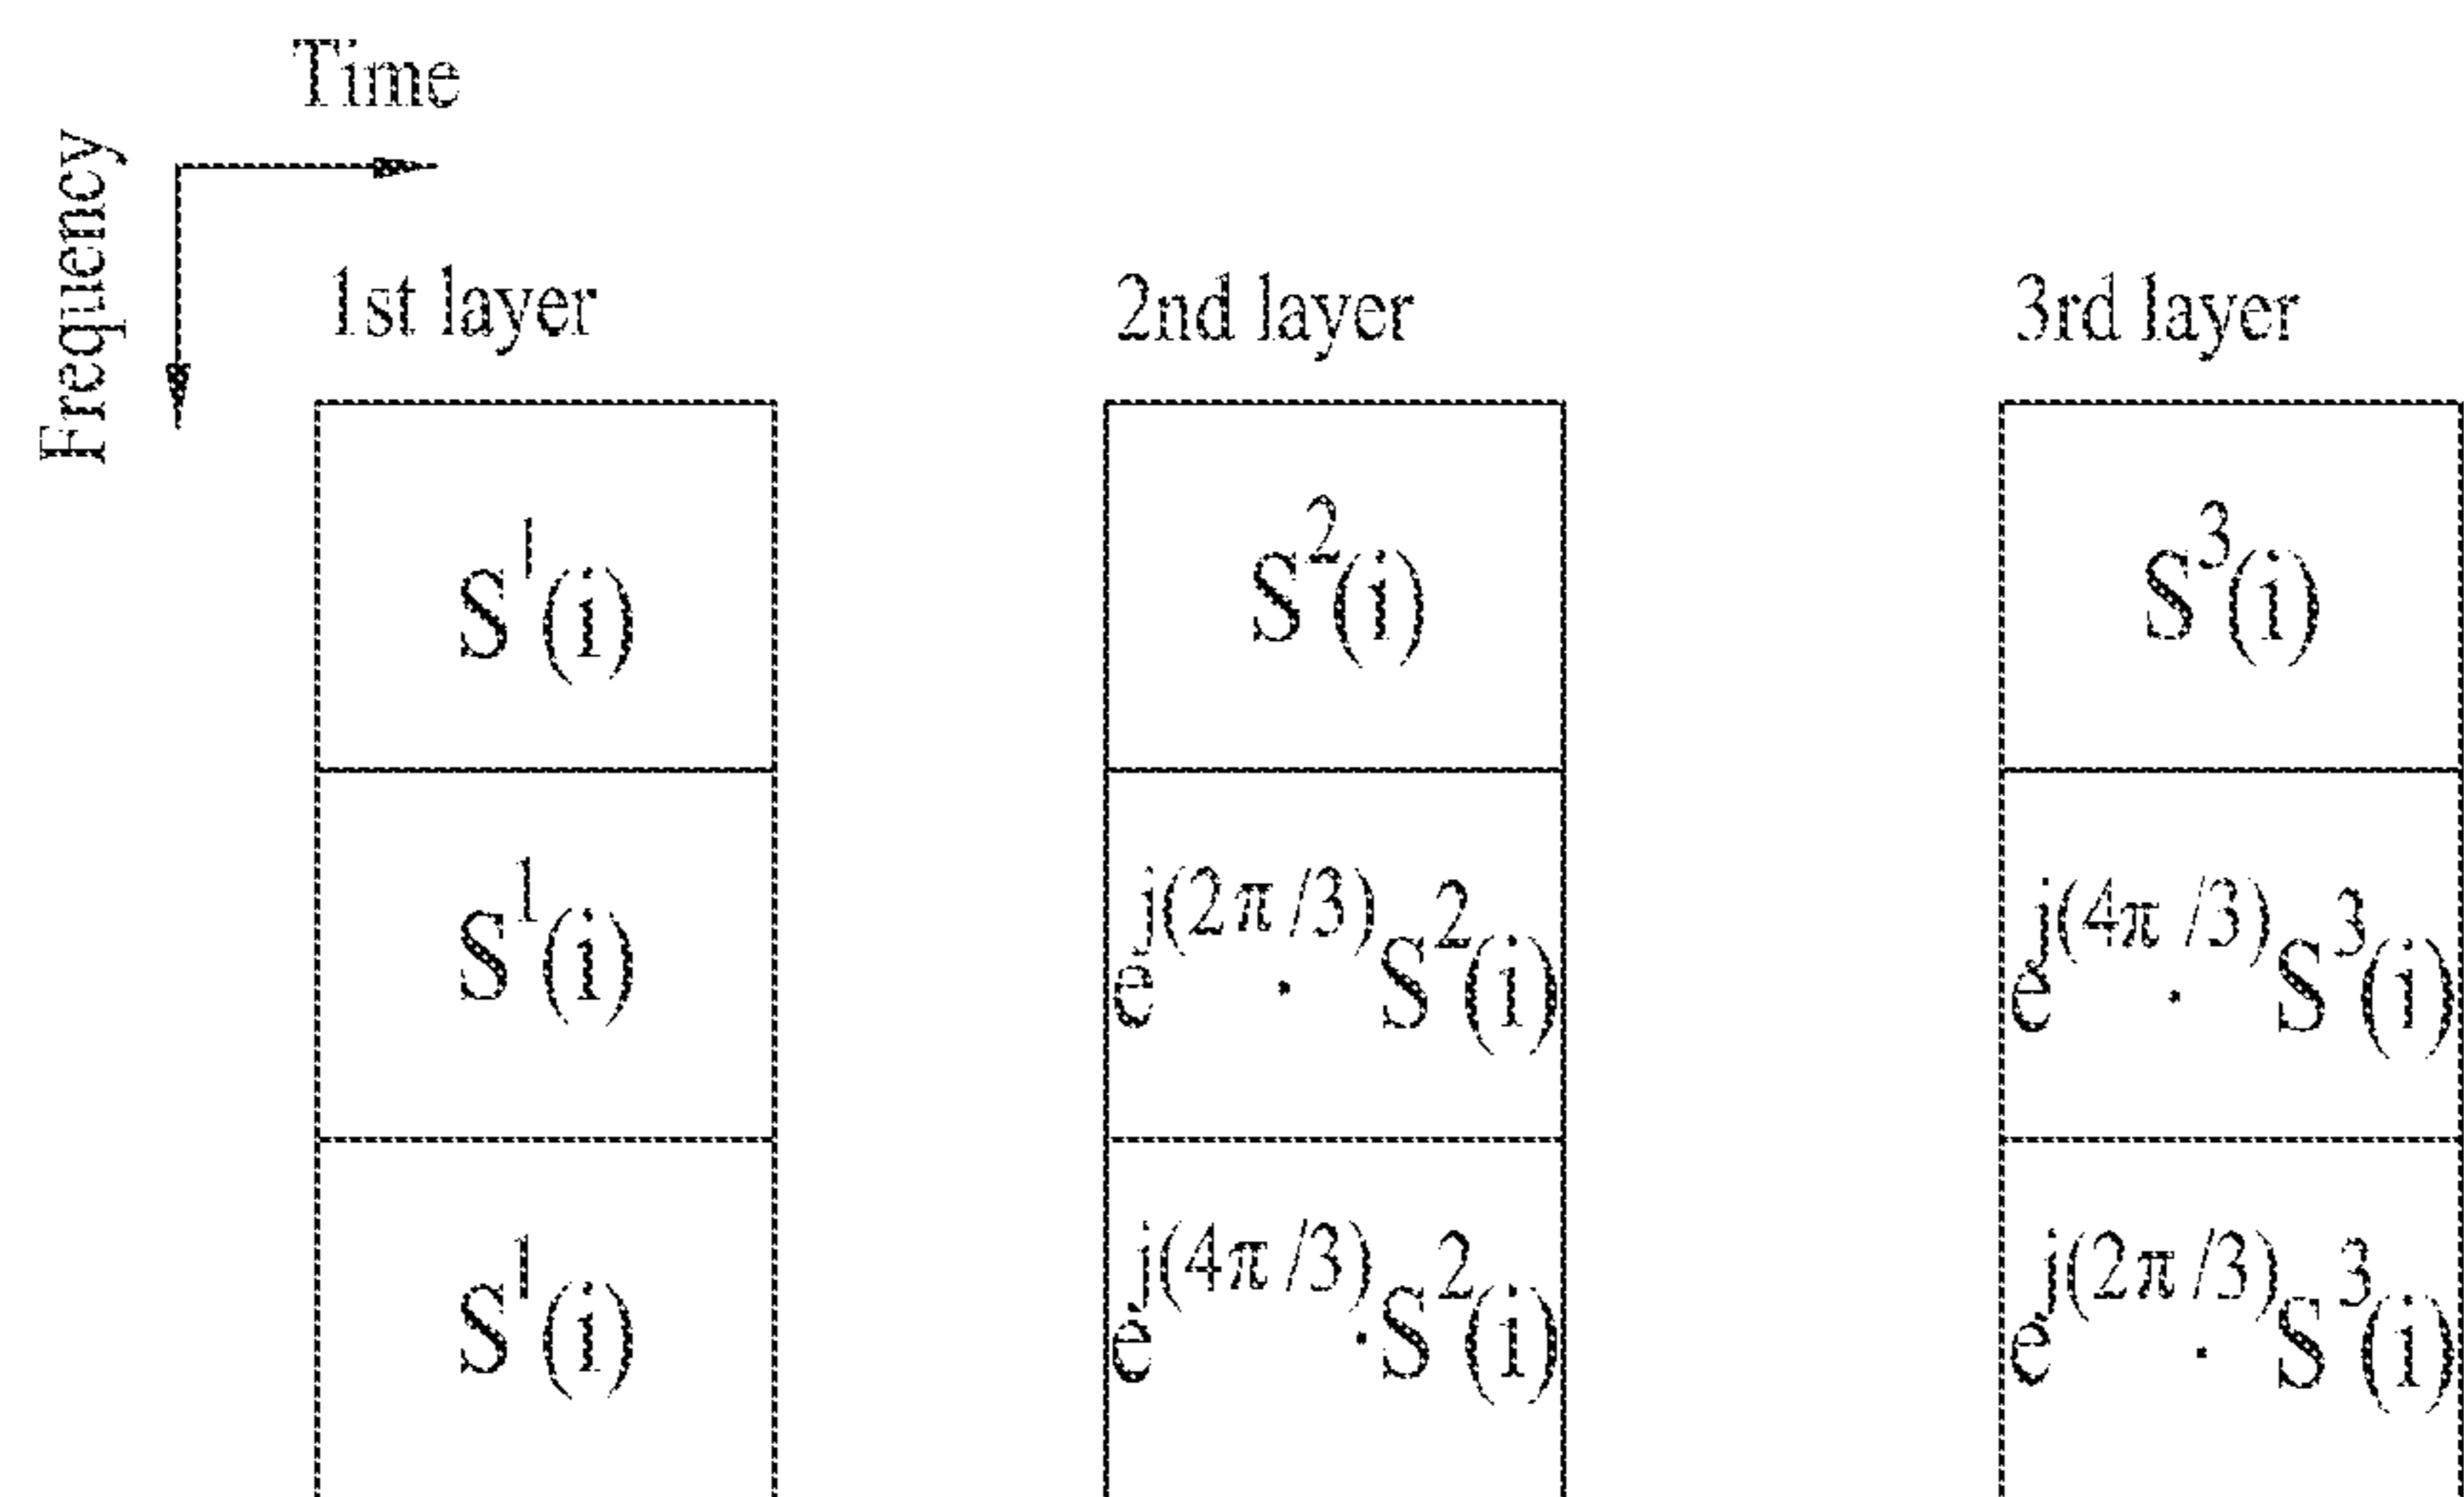 Time
Frequency
1st layer
2nd layer
3rd layer
S¹(i)
S²(i)
S³(i)
S¹(i)
e^j(2π/3) · S²(i)
e^j(4π/3) · S³(i)
S¹(i)
e^j(4π/3) · S²(i)
e^j(2π/3) · S³(i)